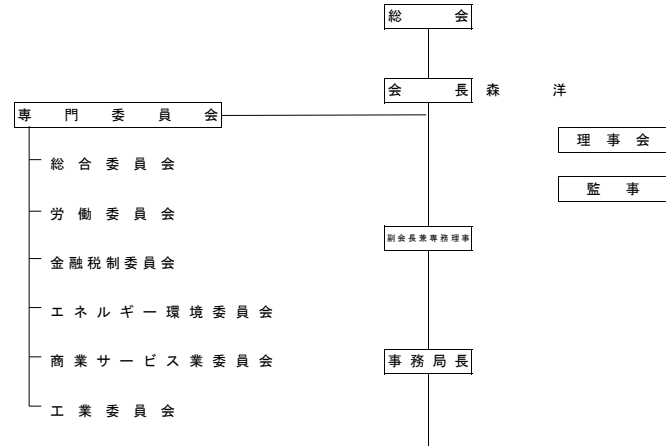 総会
会長 森 洋
専門委員会
理事会
総合委員会
監事
労働委員会
副会長兼専務理事
金融税制委員会
エネルギー環境委員会
商業サービス業委員会
事務局長
工業委員会